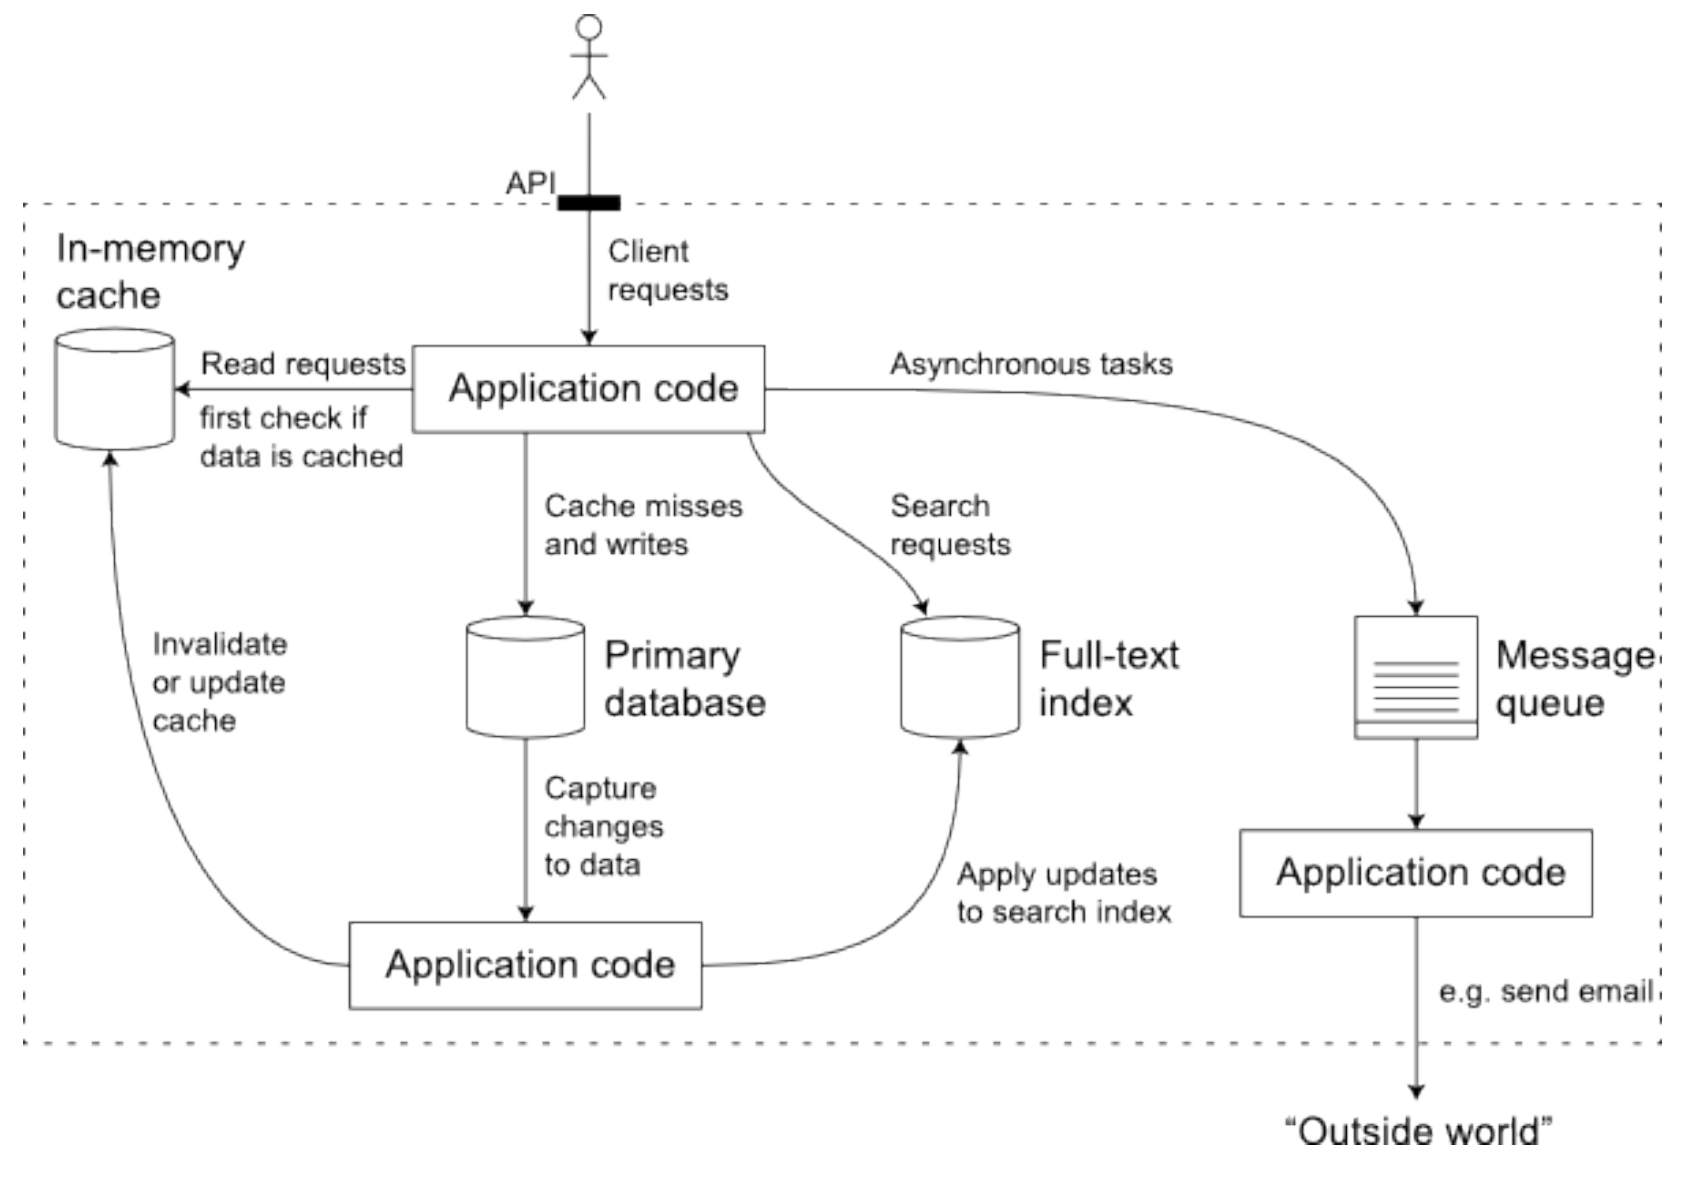 API
In-memory
cache
Client
requests
Read requests
first check if
data is cached
Application code
Asynchronous tasks
Cache misses
and writes
Search
requests
Invalidate
or update
cache
Primary
database
Full-text
index
Message
queue
Capture
changes
to data
Apply updates
to search index
Application code
Application code
e.g. send email
“Outside world”